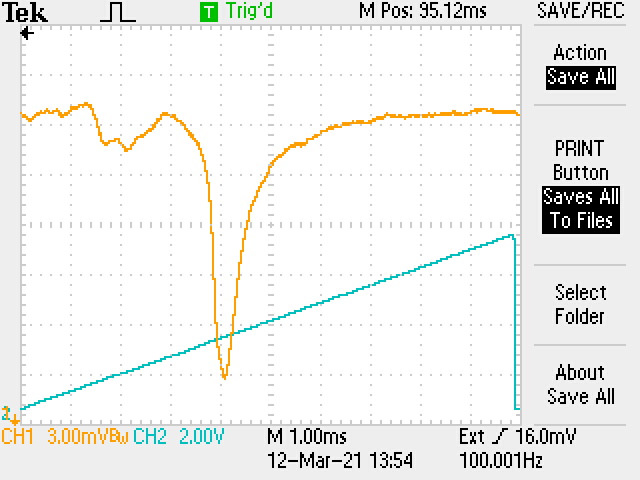 Tek T Trig'd M Pos: 95.12ms SAVE/REC
Action
Save All
PRINT
Button
Saves All
To Files
Select
Folder
About
Save All
CH1 3.00mVBw CH2 2.00V M 1.00ms Ext 16.0mV
12-Mar-21 13:54 100.001Hz